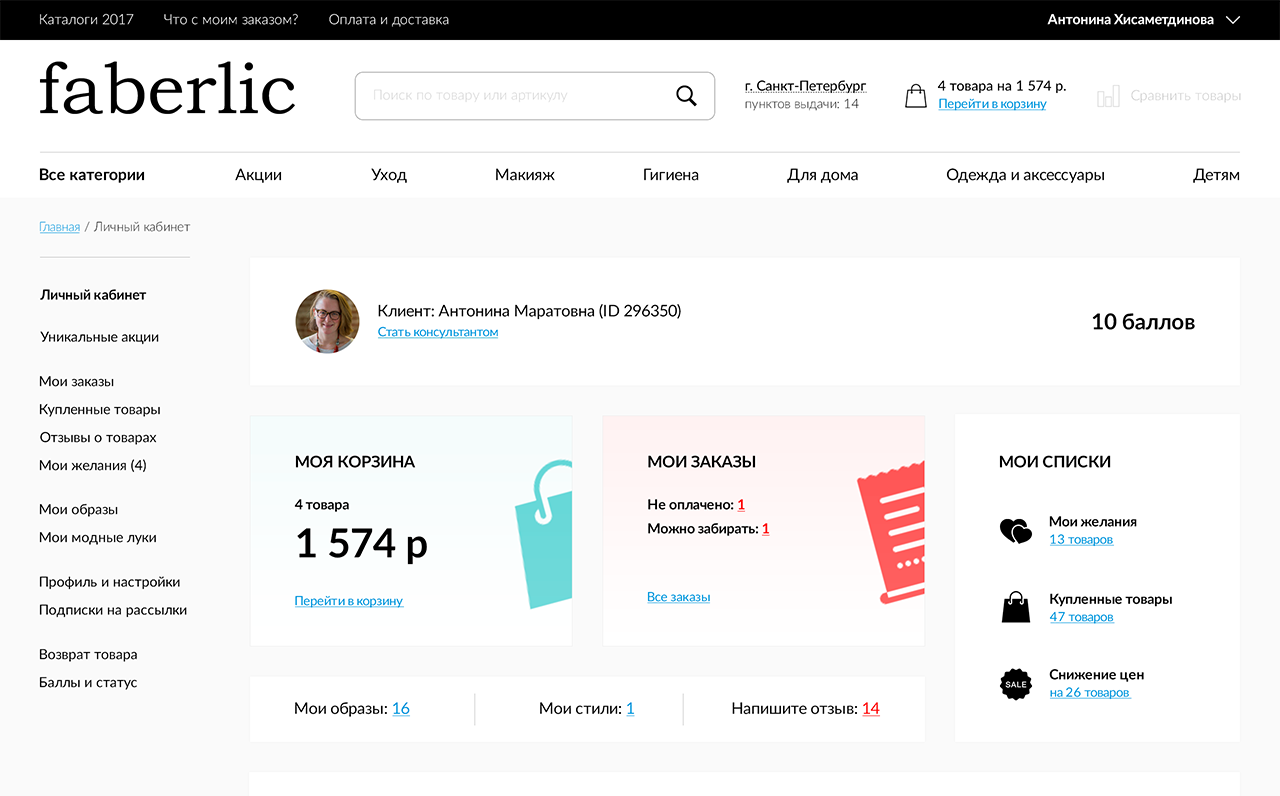 Каталоги 2017 Что с моим заказом? Оплата и доставка Антонина Хисаметдинова
faberlic
Поиск по товару или артикулу
г. Санкт-Петербург
пунктов выдачи: 14
4 товара на 1 574 р.
Перейти в корзину
Сравнить товары
Все категории Акции Уход Макияж Гигиена Для дома Одежда и аксессуары Детям
Главная / Личный кабинет
Личный кабинет
Уникальные акции
Мои заказы
Купленные товары
Отзывы о товарах
Мои желания (4)
Мои образы
Мои модные луки
Профиль и настройки
Подписки на рассылки
Возврат товара
Баллы и статус
Клиент: Антонина Маратовна (ID 296350)
Стать консультантом
10 баллов
МОЯ КОРЗИНА
4 товара
1 574 р
Перейти в корзину
МОИ ЗАКАЗЫ
Не оплачено: 1
Можно забирать: 1
Все заказы
МОИ СПИСКИ
Мои желания
13 товаров
Купленные товары
47 товаров
SALE
Снижение цен
на 26 товаров
Мои образы: 16 Мои стили: 1 Напишите отзыв: 14